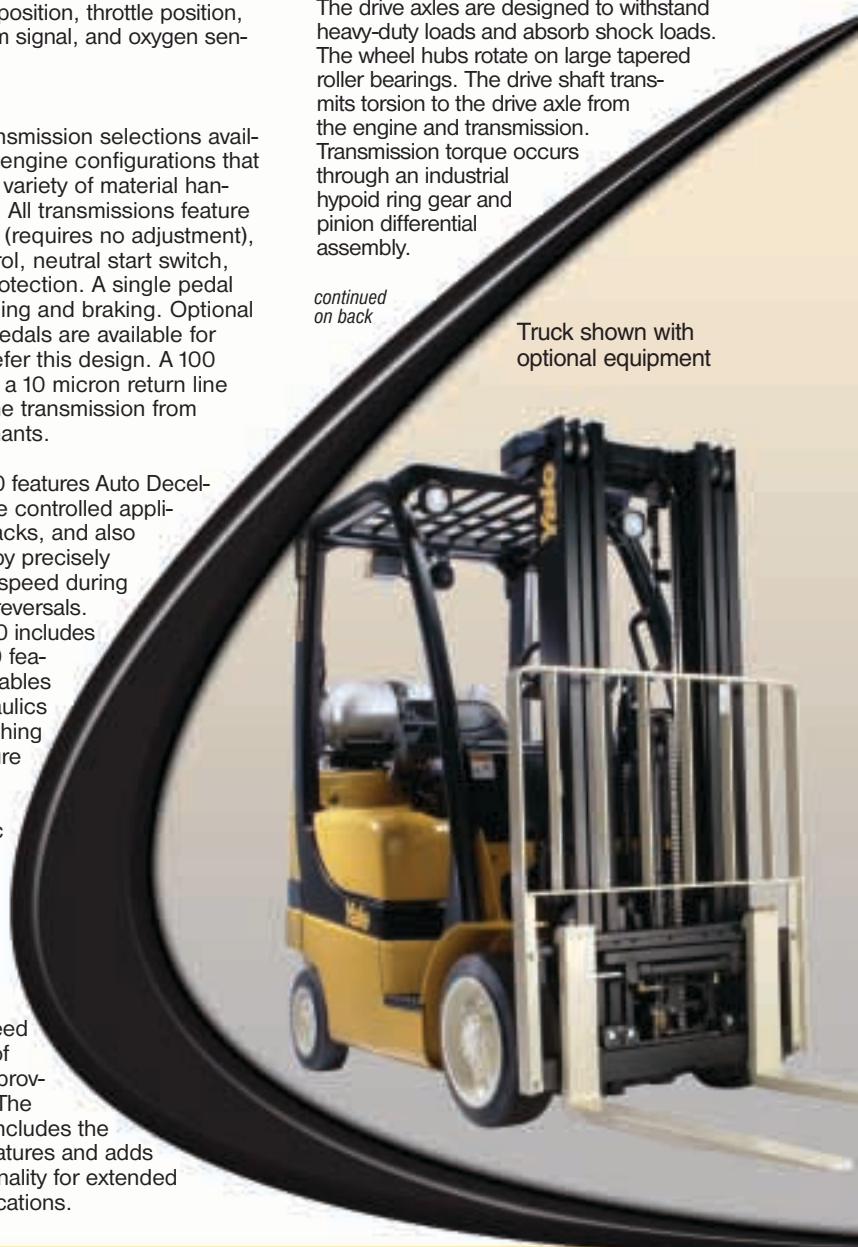 position, throttle position,
m signal, and oxygen sen-
nsmission selections avail-
engine configurations that
variety of material han-
All transmissions feature
(requires no adjustment),
rol, neutral start switch,
otection. A single pedal
ing and braking. Optional
edals are available for
efer this design. A 100
a 10 micron return line
e transmission from
ants.
0 features Auto Decel-
e controlled appli-
acks, and also
by precisely
speed during
reversals.
0 includes
0 fea-
ables
aulics
hing
re
c
eed
of
prov-
The
ncludes the
atures and adds
nality for extended
cations.
The drive axles are designed to withstand
heavy-duty loads and absorb shock loads.
The wheel hubs rotate on large tapered
roller bearings. The drive shaft trans-
mits torsion to the drive axle from
the engine and transmission.
Transmission torque occurs
through an industrial
hypoid ring gear and
pinion differential
assembly.
continued
on back
Truck shown with
optional equipment
Yale
Yale